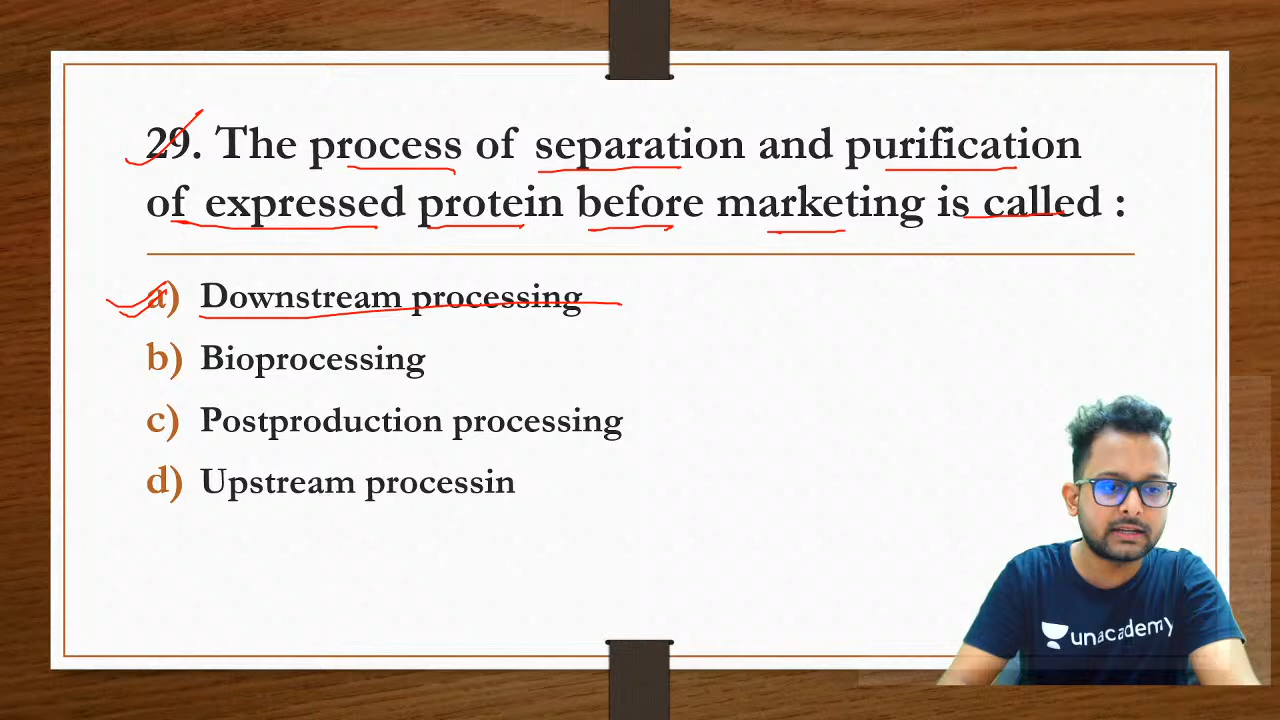 29. The process of separation and purification
of expressed protein before marketing is called :
a) Downstream processing
b) Bioprocessing
c) Postproduction processing
d) Upstream processin
unacademy